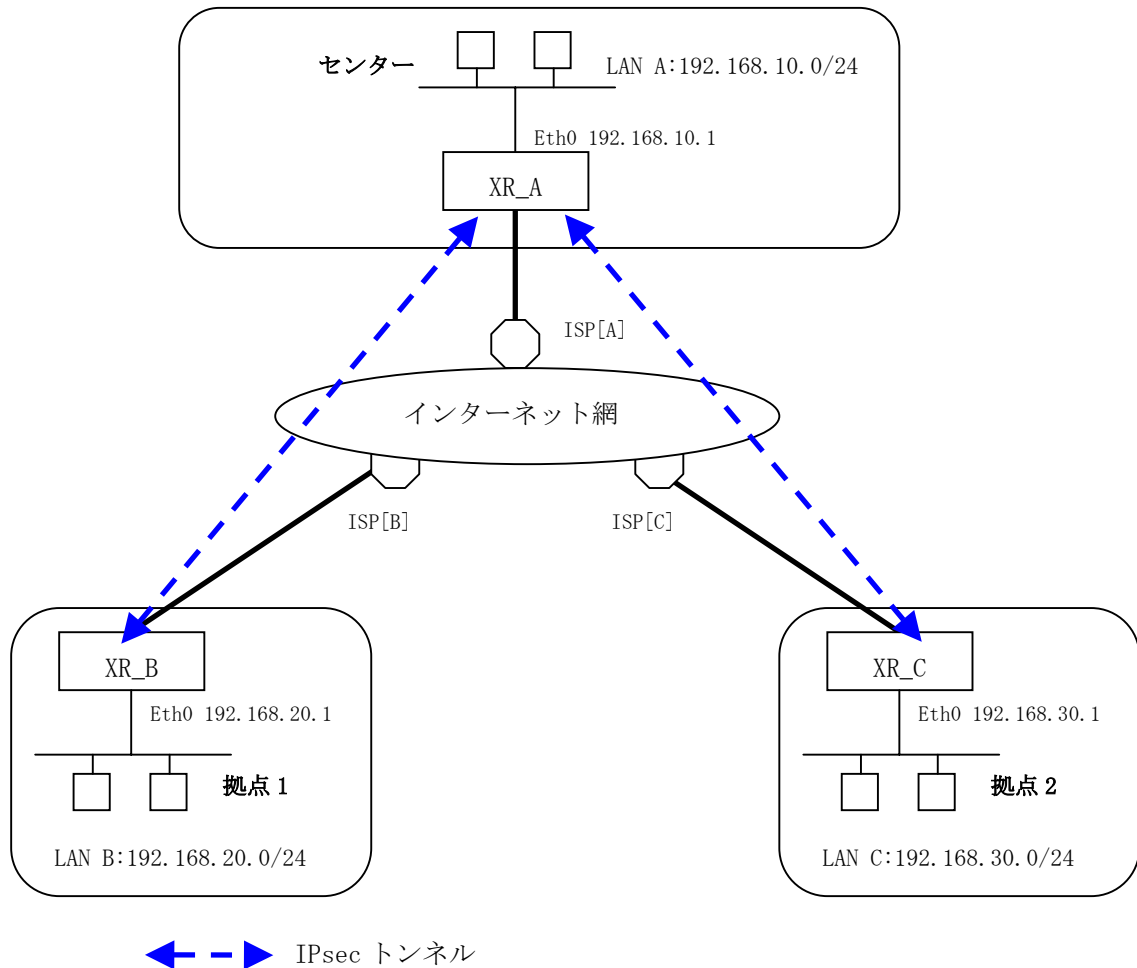 センター
LAN A:192.168.10.0/24
Eth0 192.168.10.1
XR_A
ISP[A]
インターネット網
ISP[B]
ISP[C]
XR_B
Eth0 192.168.20.1
拠点 1
LAN B:192.168.20.0/24
XR_C
Eth0 192.168.30.1
拠点 2
LAN C:192.168.30.0/24
IPsec トンネル